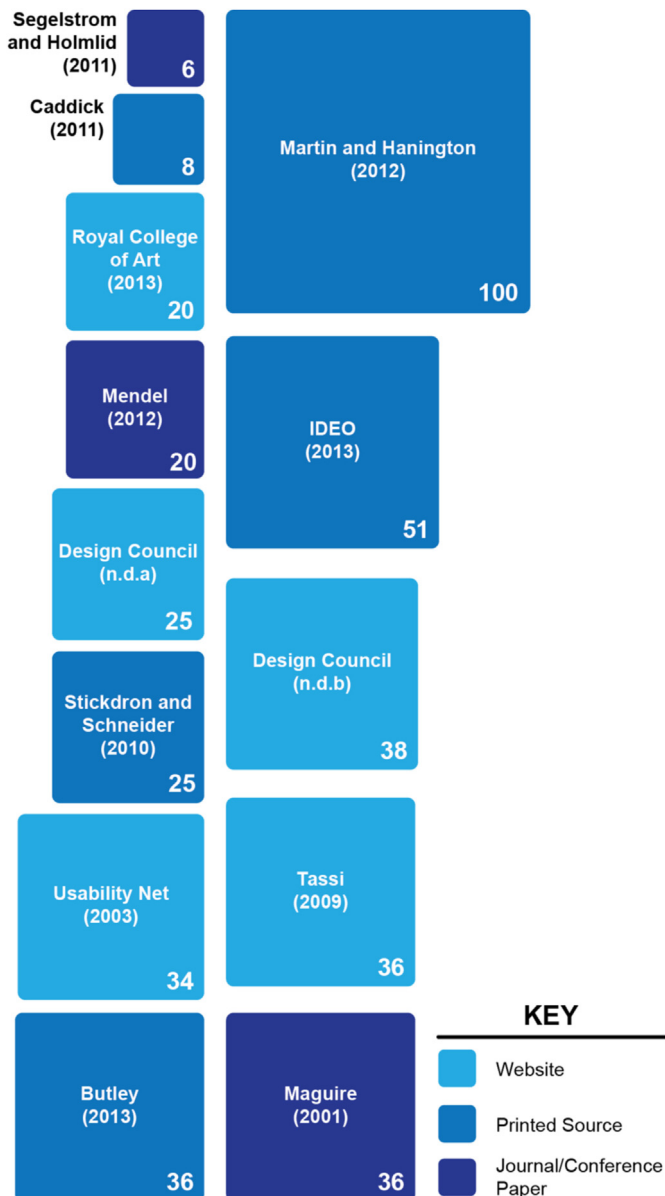 Segelstrom
and Holmlid
(2011)
6
Caddick
(2011)
8
Royal College
of Art
(2013)
20
Mendel
(2012)
20
Design Council
(n.d.a)
25
Stickdron and
Schneider
(2010)
25
Usability Net
(2003)
34
Butley
(2013)
36
Martin and Hanington
(2012)
100
IDEO
(2013)
51
Design Council
(n.d.b)
38
Tassi
(2009)
36
Maguire
(2001)
36
KEY
Website
Printed Source
Journal/Conference
Paper